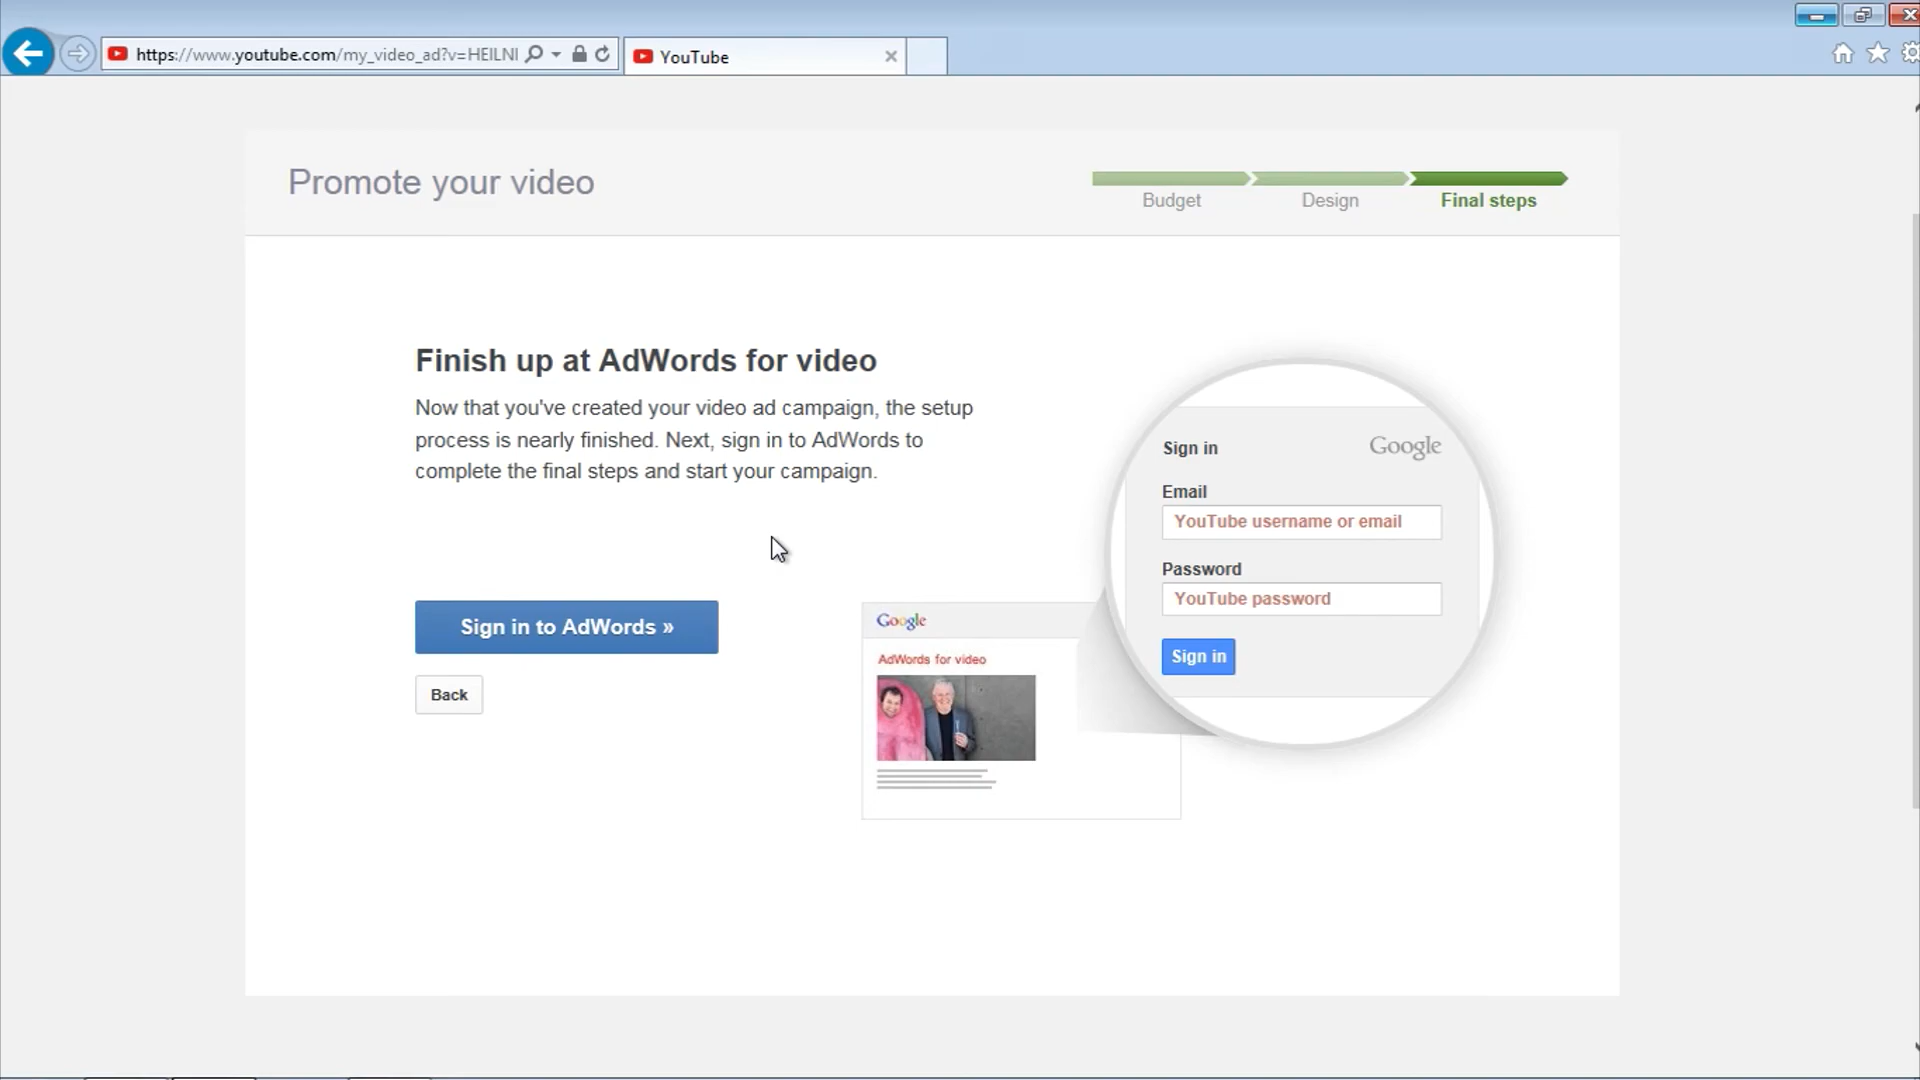 https://www.youtube.com/my_video_ad?v=HEILNI
YouTube
Promote your video
Budget
Design
Final steps
Finish up at AdWords for video
Now that you've created your video ad campaign, the setup
process is nearly finished. Next, sign in to AdWords to
complete the final steps and start your campaign.
Sign in to AdWords »
Back
Google
AdWords for video
Sign in
Google
Email
YouTube username or email
Password
YouTube password
Sign in